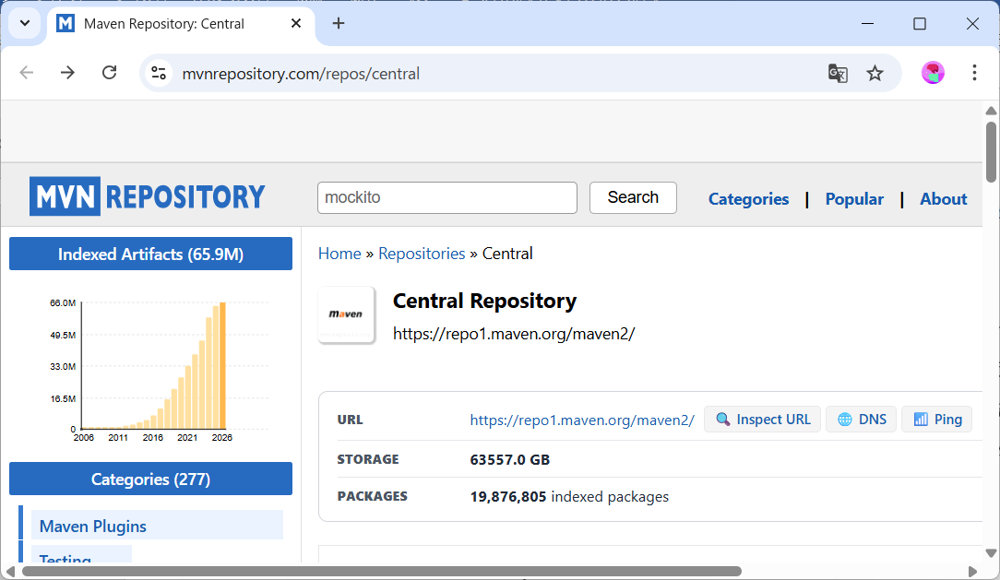 Maven Repository: Central
mvnrepository.com/repos/central
MVN REPOSITORY
mockito
Search
Categories | Popular | About
Indexed Artifacts (65.9M)
66.0M
49.5M
33.0M
16.5M
0
2006 2011 2016 2021 2026
Categories (277)
Maven Plugins
Testing
Home » Repositories » Central
maven
Central Repository
https://repo1.maven.org/maven2/
URL https://repo1.maven.org/maven2/ Inspect URL DNS Ping
STORAGE 63557.0 GB
PACKAGES 19,876,805 indexed packages